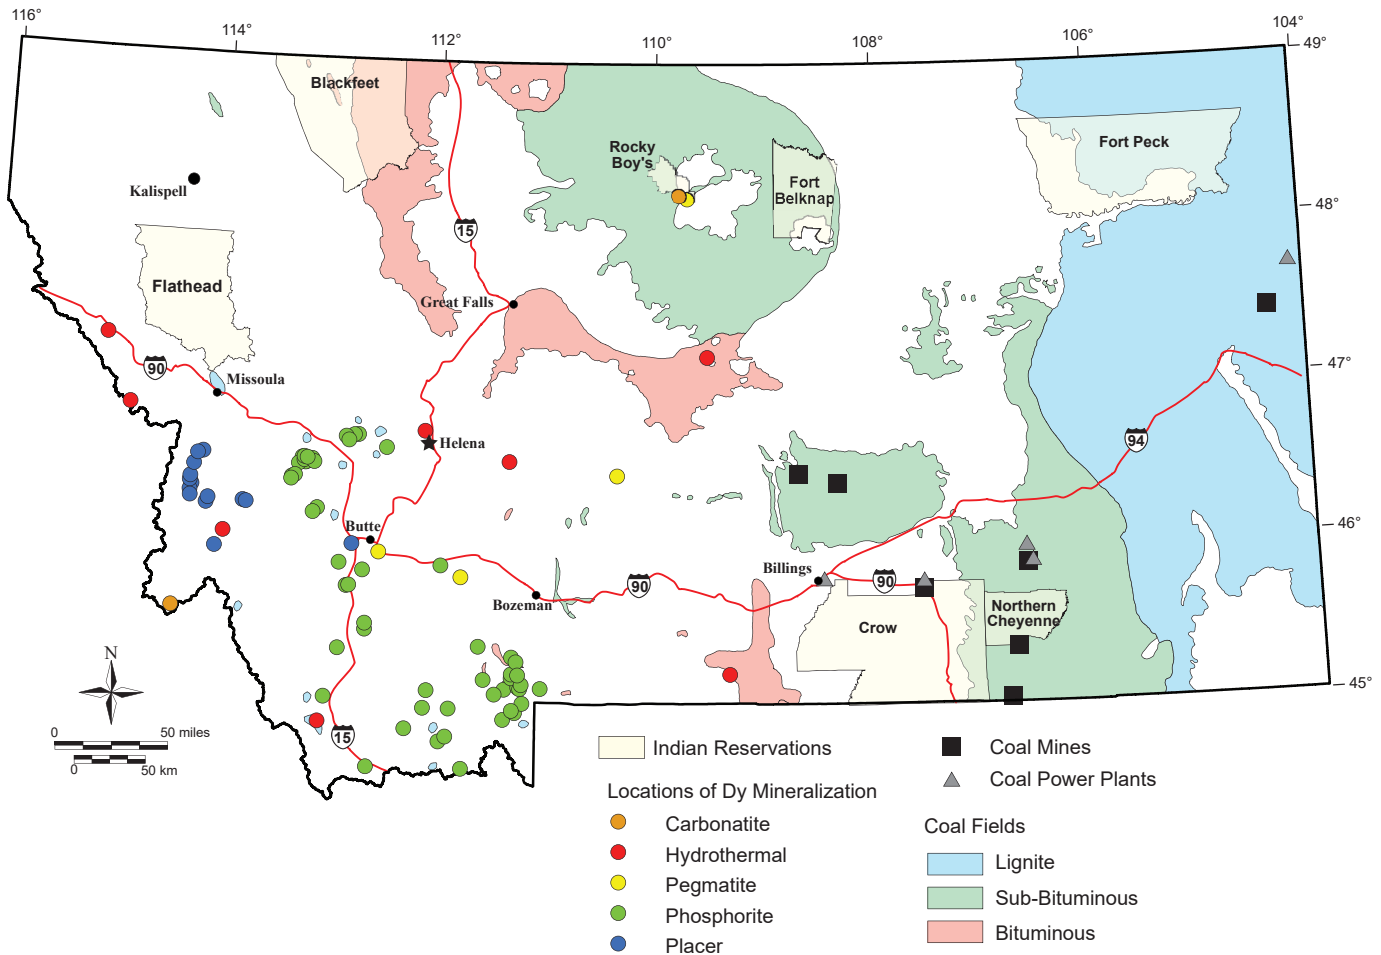 116°
114°
112°
110°
108°
106°
104°
49°
48°
47°
46°
45°
Blackfeet
Rocky
Boy's
Fort
Belknap
Fort Peck
Kalispell
15
Flathead
Great Falls
90
Missoula
94
Helena
Butte
Billings
90
90
Bozeman
Northern
Cheyenne
Crow
N
0
50 miles
0
50 km
15
Indian Reservations
Coal Mines
Coal Power Plants
Locations of Dy Mineralization
Carbonatite
Hydrothermal
Pegmatite
Phosphorite
Placer
Coal Fields
Lignite
Sub-Bituminous
Bituminous